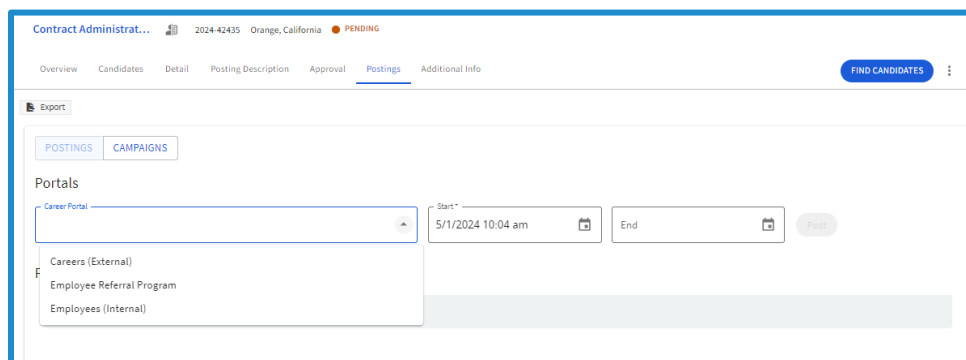 Contract Administrat... 2024-42435 Orange, California PENDING
Overview Candidates Detail Posting Description Approval Postings Additional Info FIND CANDIDATES
Export
POSTINGS CAMPAIGNS
Portals
Career Portal Start *
5/1/2024 10:04 am End Post
Careers (External)
Employee Referral Program
Employees (Internal)